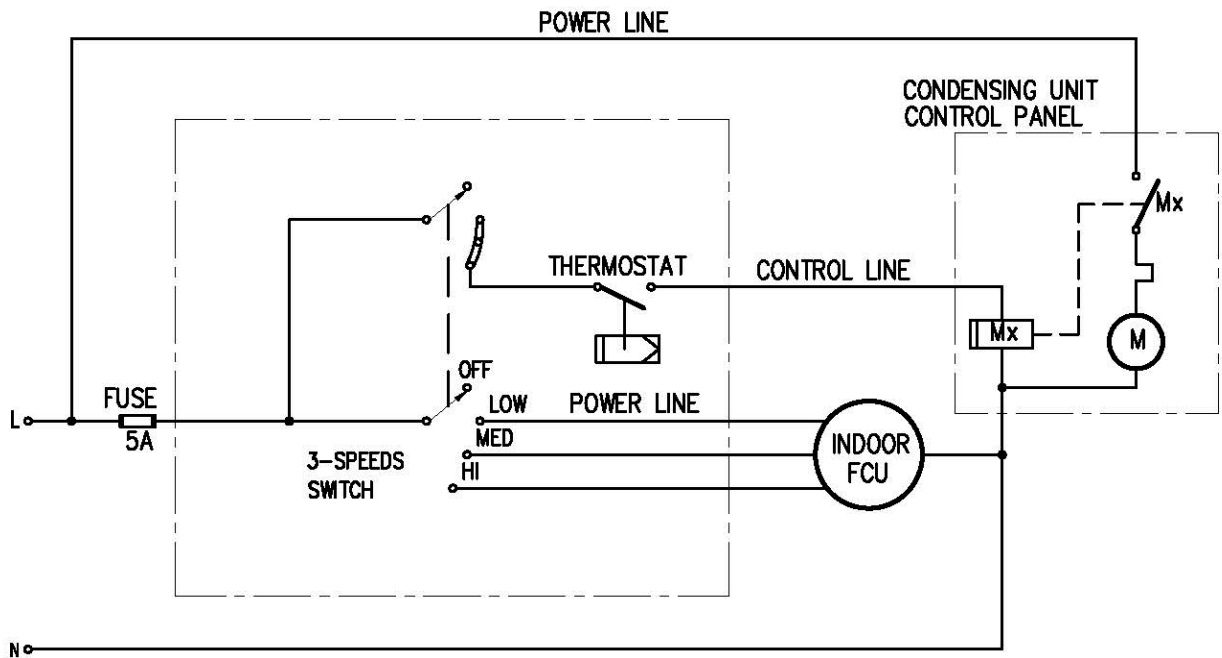 POWER LINE
CONDENSING UNIT
CONTROL PANEL
Mx
THERMOSTAT
CONTROL LINE
Mx
M
OFF
FUSE
LOW
POWER LINE
L
5A
MED
INDOOR
FCU
3-SPEEDS
SWITCH
HI
N